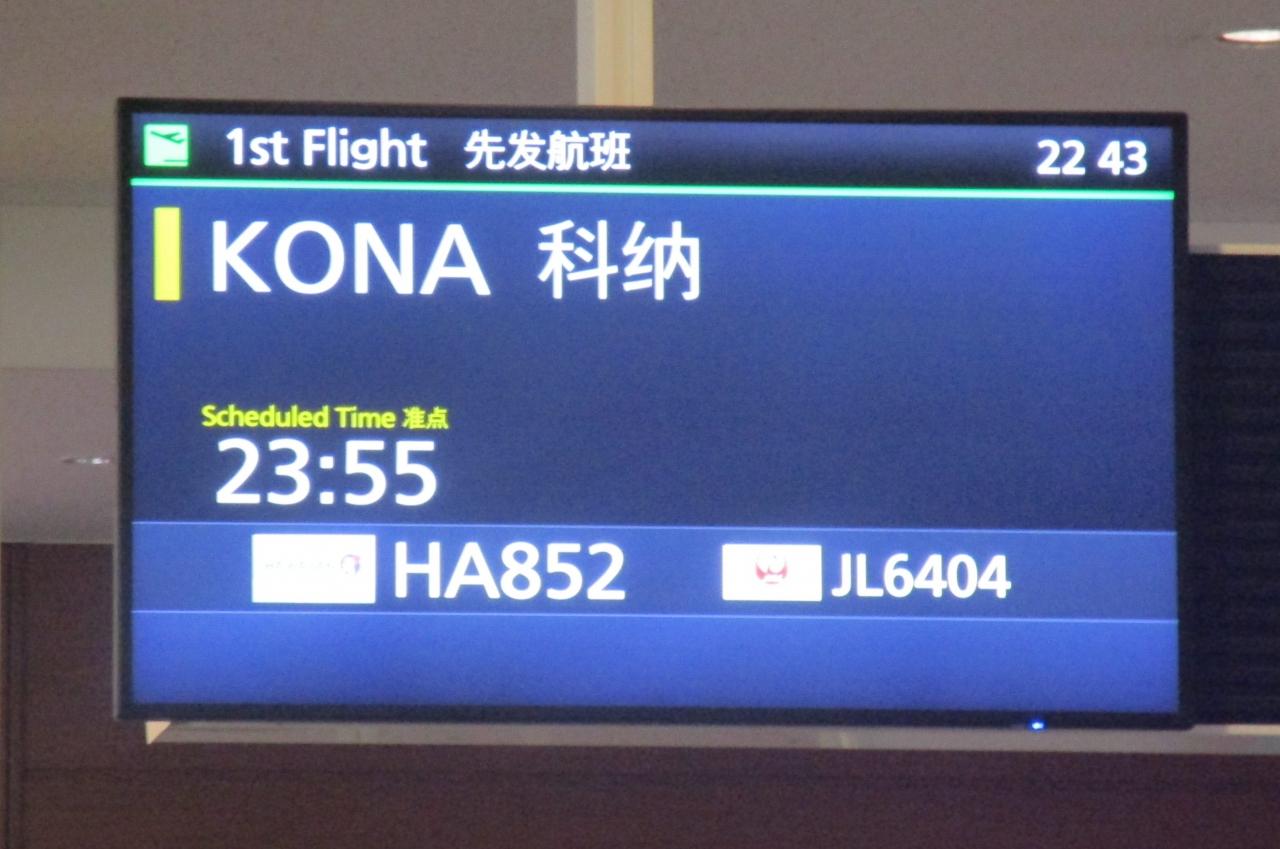 1st Flight 先发航班 22 43
KONA 科纳
Scheduled Time 准点
23:55
HA852 JL6404